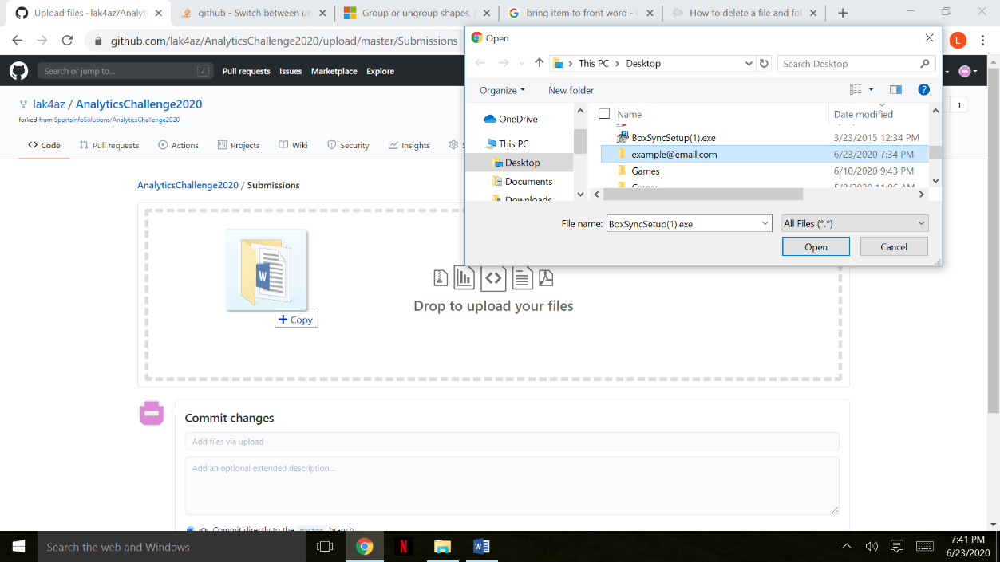 Upload files · lak4az/Analyti
github - Switch between us
Group or ungroup shapes, p
bring item to front word - G
How to delete a file and fol
github.com/lak4az/AnalyticsChallenge2020/upload/master/Submissions
L
Search or jump to...
/
Pull requests
Issues
Marketplace
Explore
lak4az / AnalyticsChallenge2020
forked from SportsInfoSolutions/AnalyticsChallenge2020
1
Code
Pull requests
Actions
Projects
Wiki
Security
Insights
S
AnalyticsChallenge2020 / Submissions
Open
This PC > Desktop
Search Desktop
Organize
New folder
?
OneDrive
This PC
Desktop
Documents
Downloads
Name
Date modified
BoxSyncSetup(1).exe
3/23/2015 12:34 PM
example@email.com
6/23/2020 7:34 PM
Games
6/10/2020 9:43 PM
Career
5/8/2020 11:06 AM
File name:
BoxSyncSetup(1).exe
All Files (*.*)
Open
Cancel
W
+ Copy
Drop to upload your files
Commit changes
Add files via upload
Add an optional extended description...
Commit directly to the master branch
Search the web and Windows
N
W
7:41 PM
6/23/2020